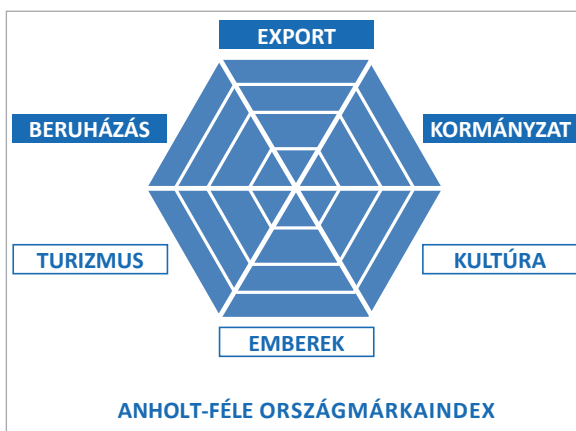 EXPORT
BERUHÁZÁS
KORMÁNYZAT
TURIZMUS
KULTÚRA
EMBEREK
ANHOLT-FÉLE ORSZÁGMÁRKAINDEX